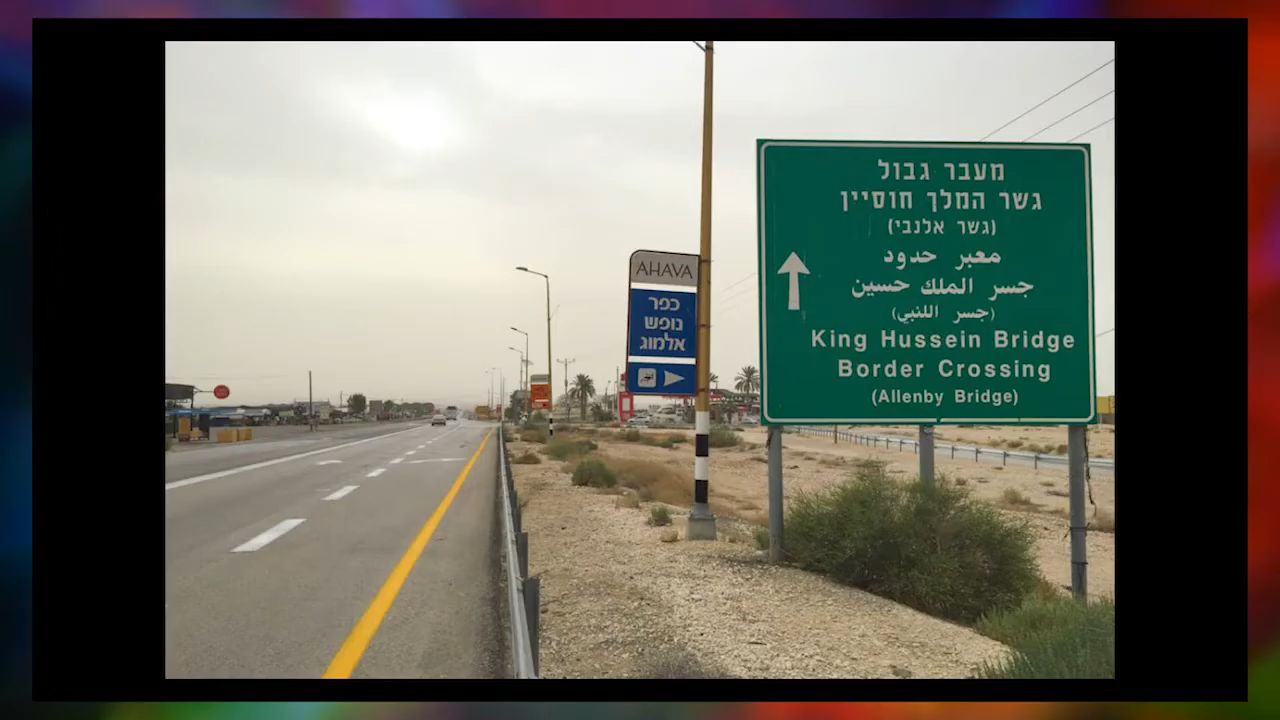 מעבר גבול
גשר המלך חוסיין
(גשר אלנבי)
معبر حدود
جسر الملك حسين
(جسر اللنبي)
King Hussein Bridge
Border Crossing
(Allenby Bridge)
AHAVA
כפר
נופש
אלמוג